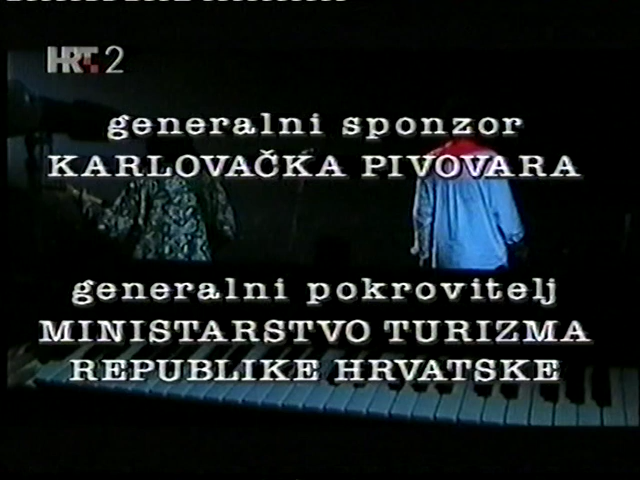 HRT 2
generalni sponzor
KARLOVAČKA PIVOVARA
generalni pokrovitelj
MINISTARSTVO TURIZMA
REPUBLIKE HRVATSKE